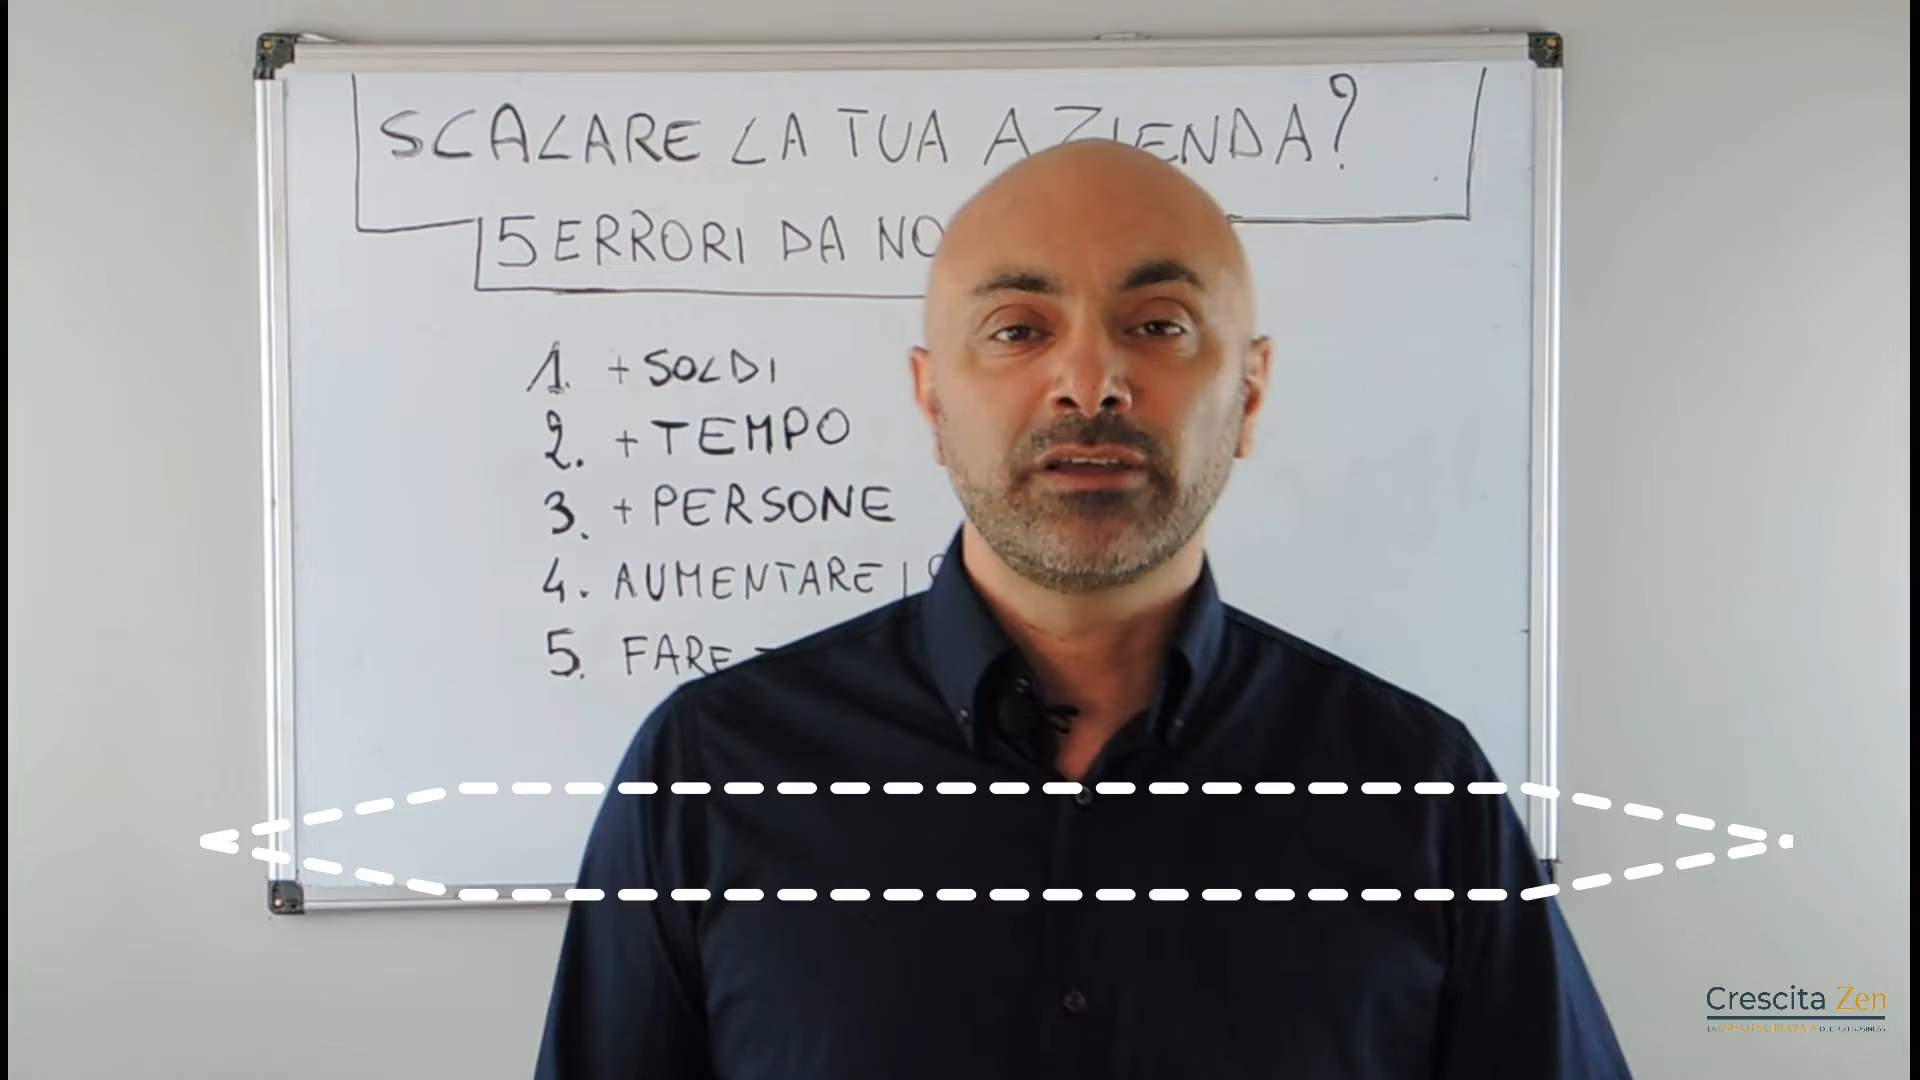 SCALARE LA TUA AZIENDA?
5 ERRORI DA NO
1. + SOLDI
2. + TEMPO
3. + PERSONE
4. AUMENTARE I
5. FARE
Crescita Zen